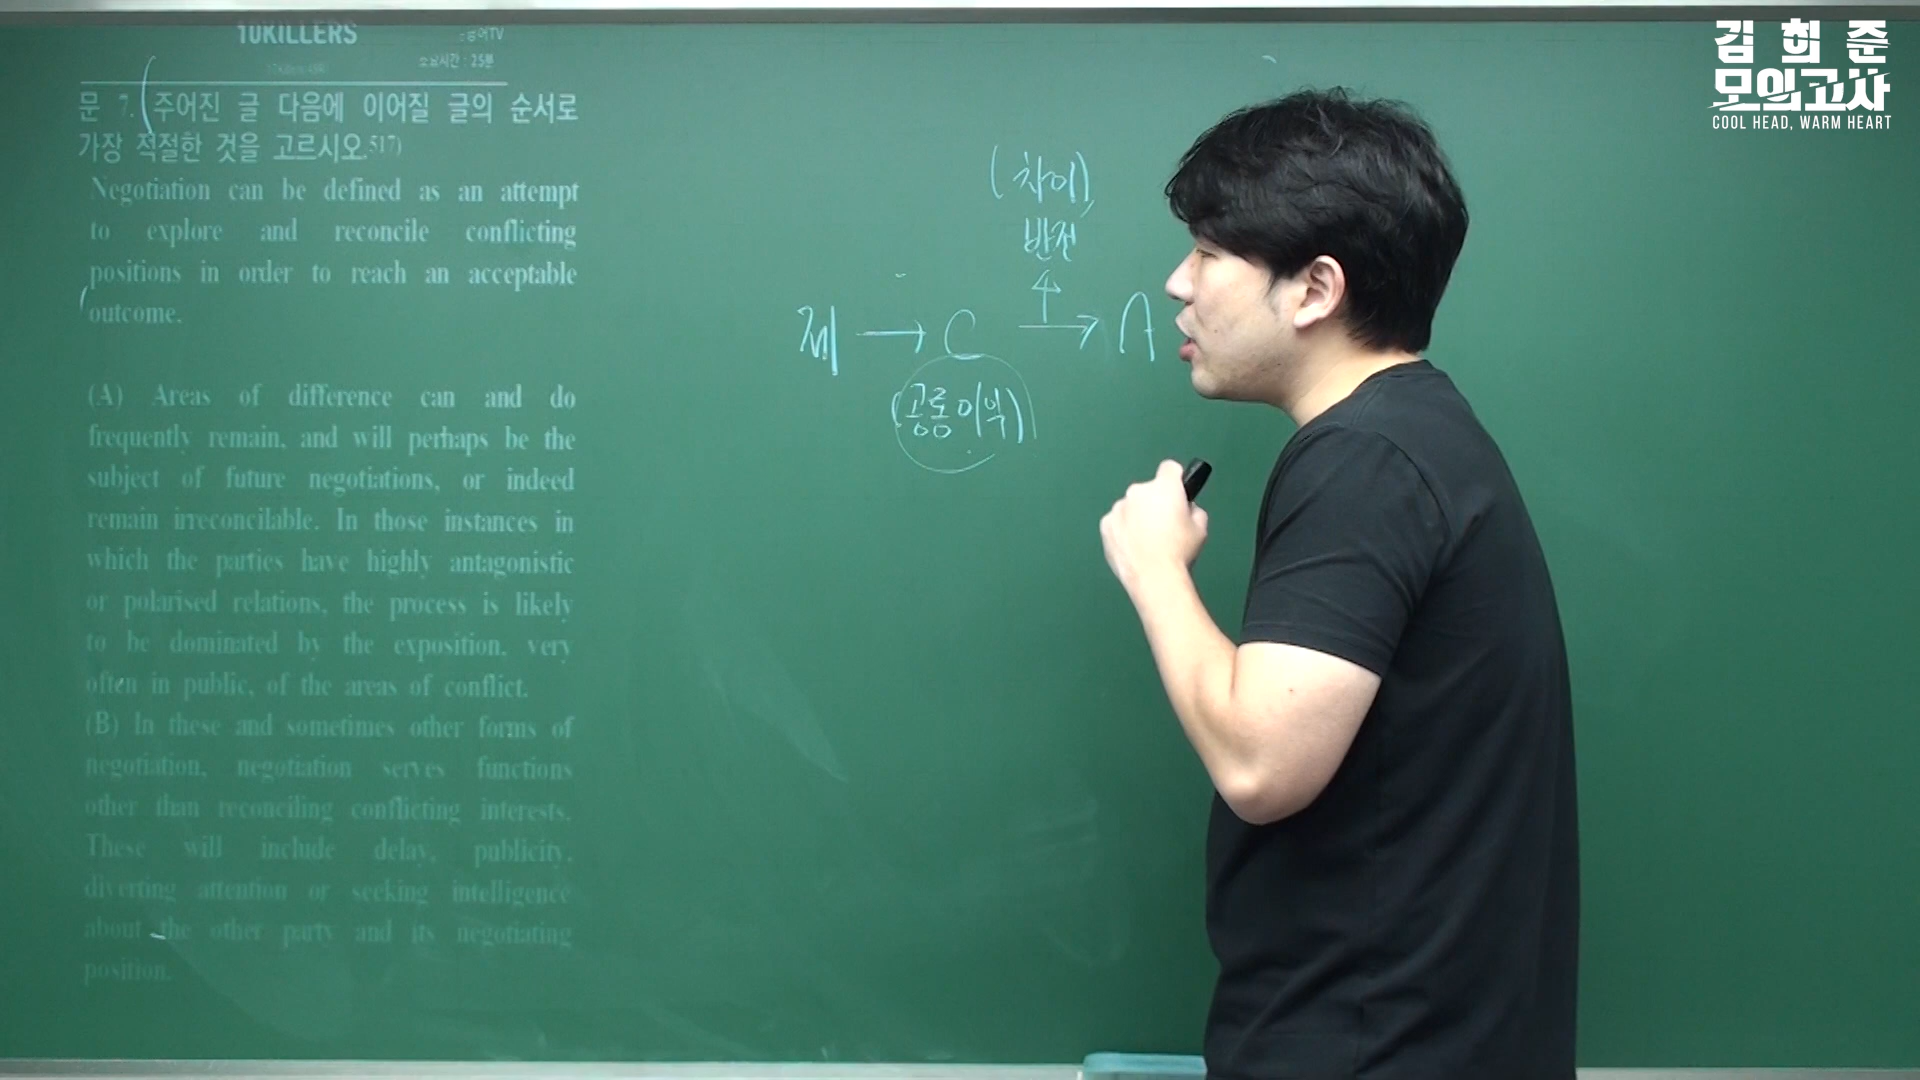 10KILLERS
소요시간 : 25분
문 7. 주어진 글 다음에 이어질 글의 순서로
가장 적절한 것을 고르시오.517)
Negotiation can be defined as an attempt
to explore and reconcile conflicting
positions in order to reach an acceptable
outcome.
(A) Areas of difference can and do
frequently remain, and will perhaps be the
subject of future negotiations, or indeed
remain irreconcilable. In those instances in
which the parties have highly antagonistic
or polarised relations, the process is likely
to be dominated by the exposition, very
often in public, of the areas of conflict.
(B) In these and sometimes other forms of
negotiation, negotiation serves functions
other than reconciling conflicting interests.
These will include delay, publicity,
diverting attention or seeking intelligence
about the other party and its negotiating
position.
(차이)
반전
제 → C → A
(공통이익)
김희준
모의고사
COOL HEAD, WARM HEART